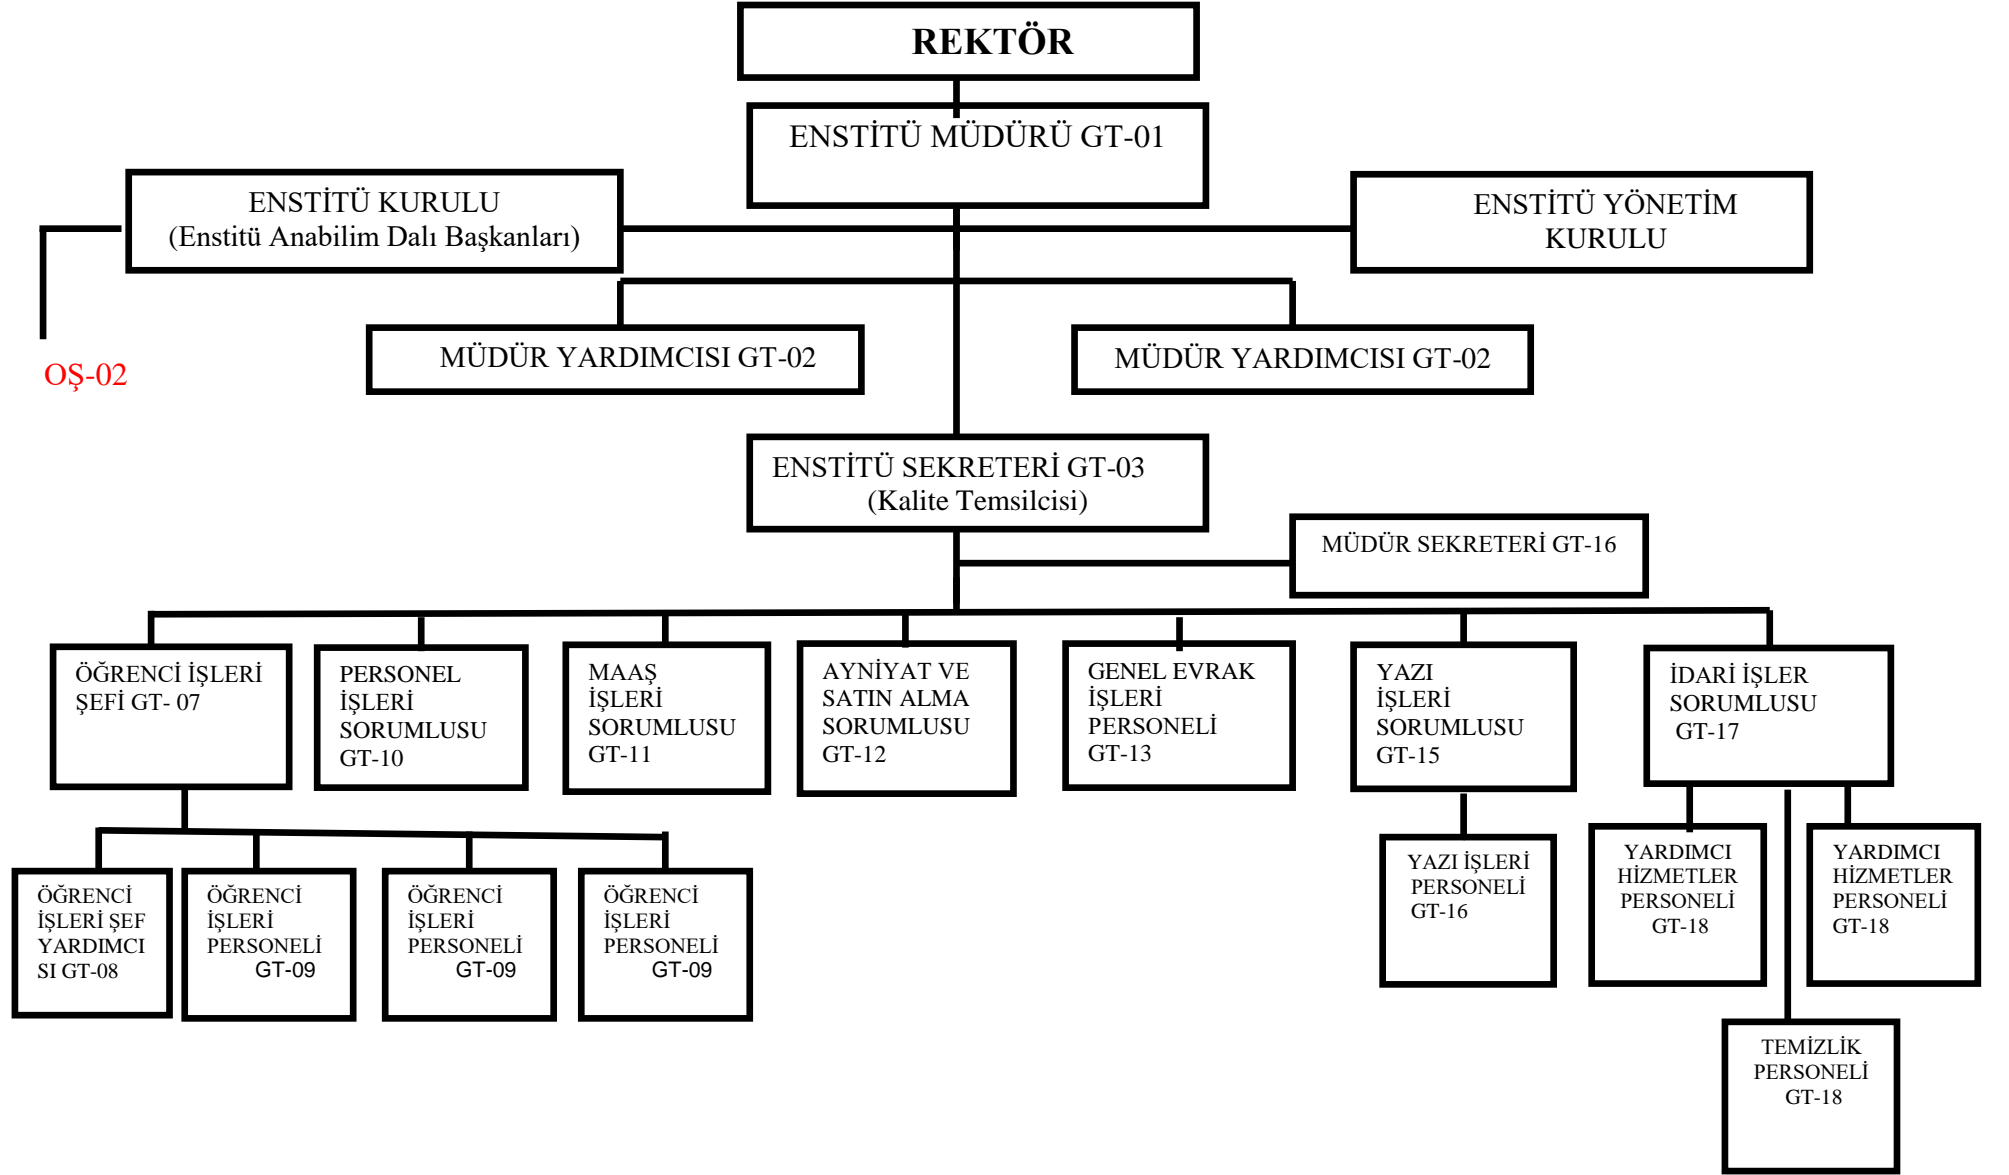 REKTÖR
ENSTİTÜ MÜDÜRÜ GT-01
ENSTİTÜ KURULU
(Enstitü Anabilim Dalı Başkanları)
ENSTİTÜ YÖNETİM
KURULU
OŞ-02
MÜDÜR YARDIMCISI GT-02
MÜDÜR YARDIMCISI GT-02
ENSTİTÜ SEKRETERİ GT-03
(Kalite Temsilcisi)
MÜDÜR SEKRETERİ GT-16
ÖĞRENCİ İŞLERİ
ŞEFİ GT- 07
PERSONEL
İŞLERİ
SORUMLUSU
GT-10
MAAŞ
İŞLERİ
SORUMLUSU
GT-11
AYNİYAT VE
SATIN ALMA
SORUMLUSU
GT-12
GENEL EVRAK
İŞLERİ
PERSONELİ
GT-13
YAZI
İŞLERİ
SORUMLUSU
GT-15
İDARİ İŞLER
SORUMLUSU
GT-17
ÖĞRENCİ
İŞLERİ ŞEF
YARDIMCI
SI GT-08
ÖĞRENCİ
İŞLERİ
PERSONELİ
GT-09
ÖĞRENCİ
İŞLERİ
PERSONELİ
GT-09
ÖĞRENCİ
İŞLERİ
PERSONELİ
GT-09
YAZI İŞLERİ
PERSONELİ
GT-16
YARDIMCI
HİZMETLER
PERSONELİ
GT-18
YARDIMCI
HİZMETLER
PERSONELİ
GT-18
TEMİZLİK
PERSONELİ
GT-18